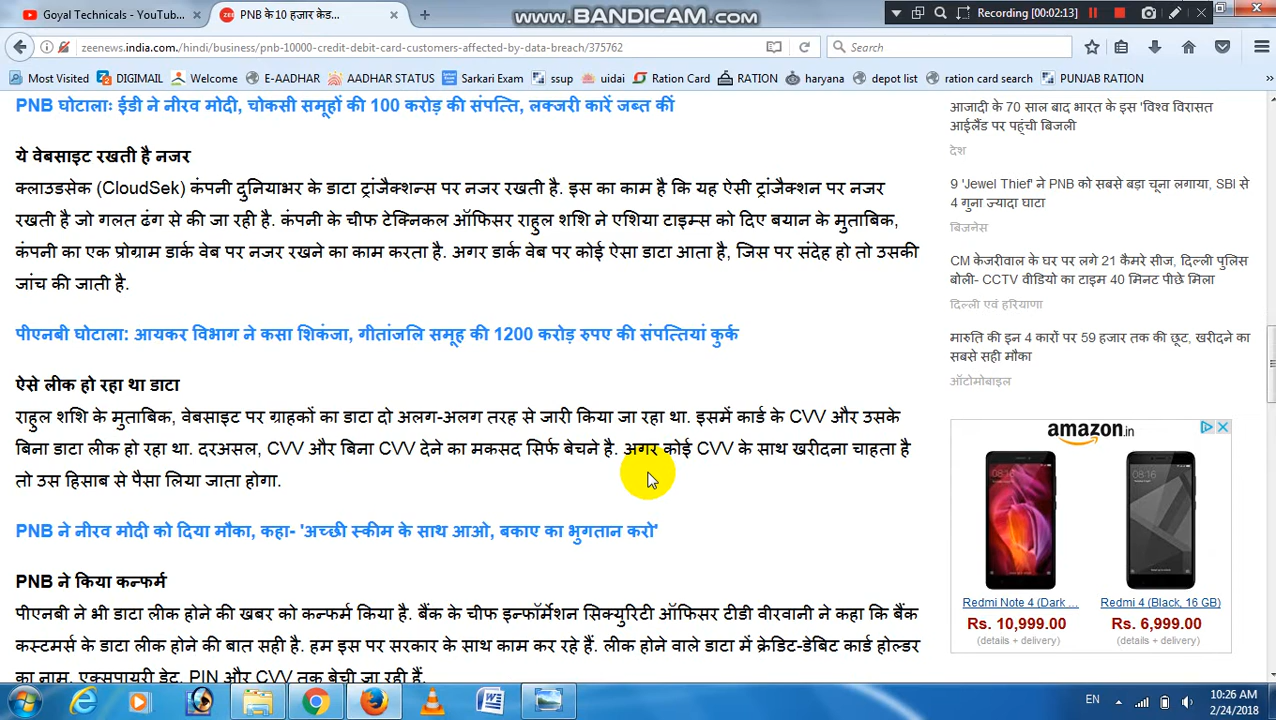 Goyal Technicals - YouTub...
PNB के 10 हजार केड...
www.BANDICAM.com
Recording [00:02:13]
zeenews.india.com./hindi/business/pnb-10000-credit-debit-card-customers-affected-by-data-breach/375762
Search
Most Visited
DIGIMAIL
Welcome
E-AADHAR
AADHAR STATUS
Sarkari Exam
ssup
uidai
Ration Card
RATION
haryana
depot list
ration card search
PUNJAB RATION
PNB घोटालाः ईडी ने नीरव मोदी, चोकसी समूहों की 100 करोड़ की संपत्ति, लक्जरी कारें जब्त कीं
ये वेबसाइट रखती है नजर
क्लाउडसेक (CloudSek) कंपनी दुनियाभर के डाटा ट्रांजैक्शन्स पर नजर रखती है. इस का काम है कि यह ऐसी ट्रांजैक्शन पर नजर
रखती है जो गलत ढंग से की जा रही है. कंपनी के चीफ टेक्निकल ऑफिसर राहुल शशि ने एशिया टाइम्स को दिए बयान के मुताबिक,
कंपनी का एक प्रोग्राम डार्क वेब पर नजर रखने का काम करता है. अगर डार्क वेब पर कोई ऐसा डाटा आता है, जिस पर संदेह हो तो उसकी
जांच की जाती है.
पीएनबी घोटाला: आयकर विभाग ने कसा शिकंजा, गीतांजलि समूह की 1200 करोड़ रुपए की संपत्तियां कुर्क
ऐसे लीक हो रहा था डाटा
राहुल शशि के मुताबिक, वेबसाइट पर ग्राहकों का डाटा दो अलग-अलग तरह से जारी किया जा रहा था. इसमें कार्ड के CVV और उसके
बिना डाटा लीक हो रहा था. दरअसल, CVV और बिना CVV देने का मकसद सिर्फ बेचने है. अगर कोई CVV के साथ खरीदना चाहता है
तो उस हिसाब से पैसा लिया जाता होगा.
PNB ने नीरव मोदी को दिया मौका, कहा- 'अच्छी स्कीम के साथ आओ, बकाए का भुगतान करो'
PNB ने किया कन्फर्म
पीएनबी ने भी डाटा लीक होने की खबर को कन्फर्म किया है. बैंक के चीफ इन्फॉर्मेशन सिक्युरिटी ऑफिसर टीडी वीरवानी ने कहा कि बैंक
कस्टमर्स के डाटा लीक होने की बात सही है. हम इस पर सरकार के साथ काम कर रहे हैं. लीक होने वाले डाटा में क्रेडिट-डेबिट कार्ड होल्डर
का नाम, एक्सपायरी डेट, PIN और CVV तक बेची जा रही हैं.
आजादी के 70 साल बाद भारत के इस 'विश्व विरासत
आईलैंड पर पहुंची बिजली
देश
9 'Jewel Thief' ने PNB को सबसे बड़ा चूना लगाया, SBI से
4 गुना ज्यादा घाटा
बिजनेस
CM केजरीवाल के घर पर लगे 21 कैमरे सीज, दिल्ली पुलिस
बोली- CCTV वीडियो का टाइम 40 मिनट पीछे मिला
दिल्ली एवं हरियाणा
मारुति की इन 4 कारों पर 59 हजार तक की छूट, खरीदने का
सबसे सही मौका
ऑटोमोबाइल
amazon.in
Redmi Note 4 (Dark ...
Rs. 10,999.00
(details + delivery)
Redmi 4 (Black, 16 GB)
Rs. 6,999.00
(details + delivery)
EN
10:26 AM
2/24/2018